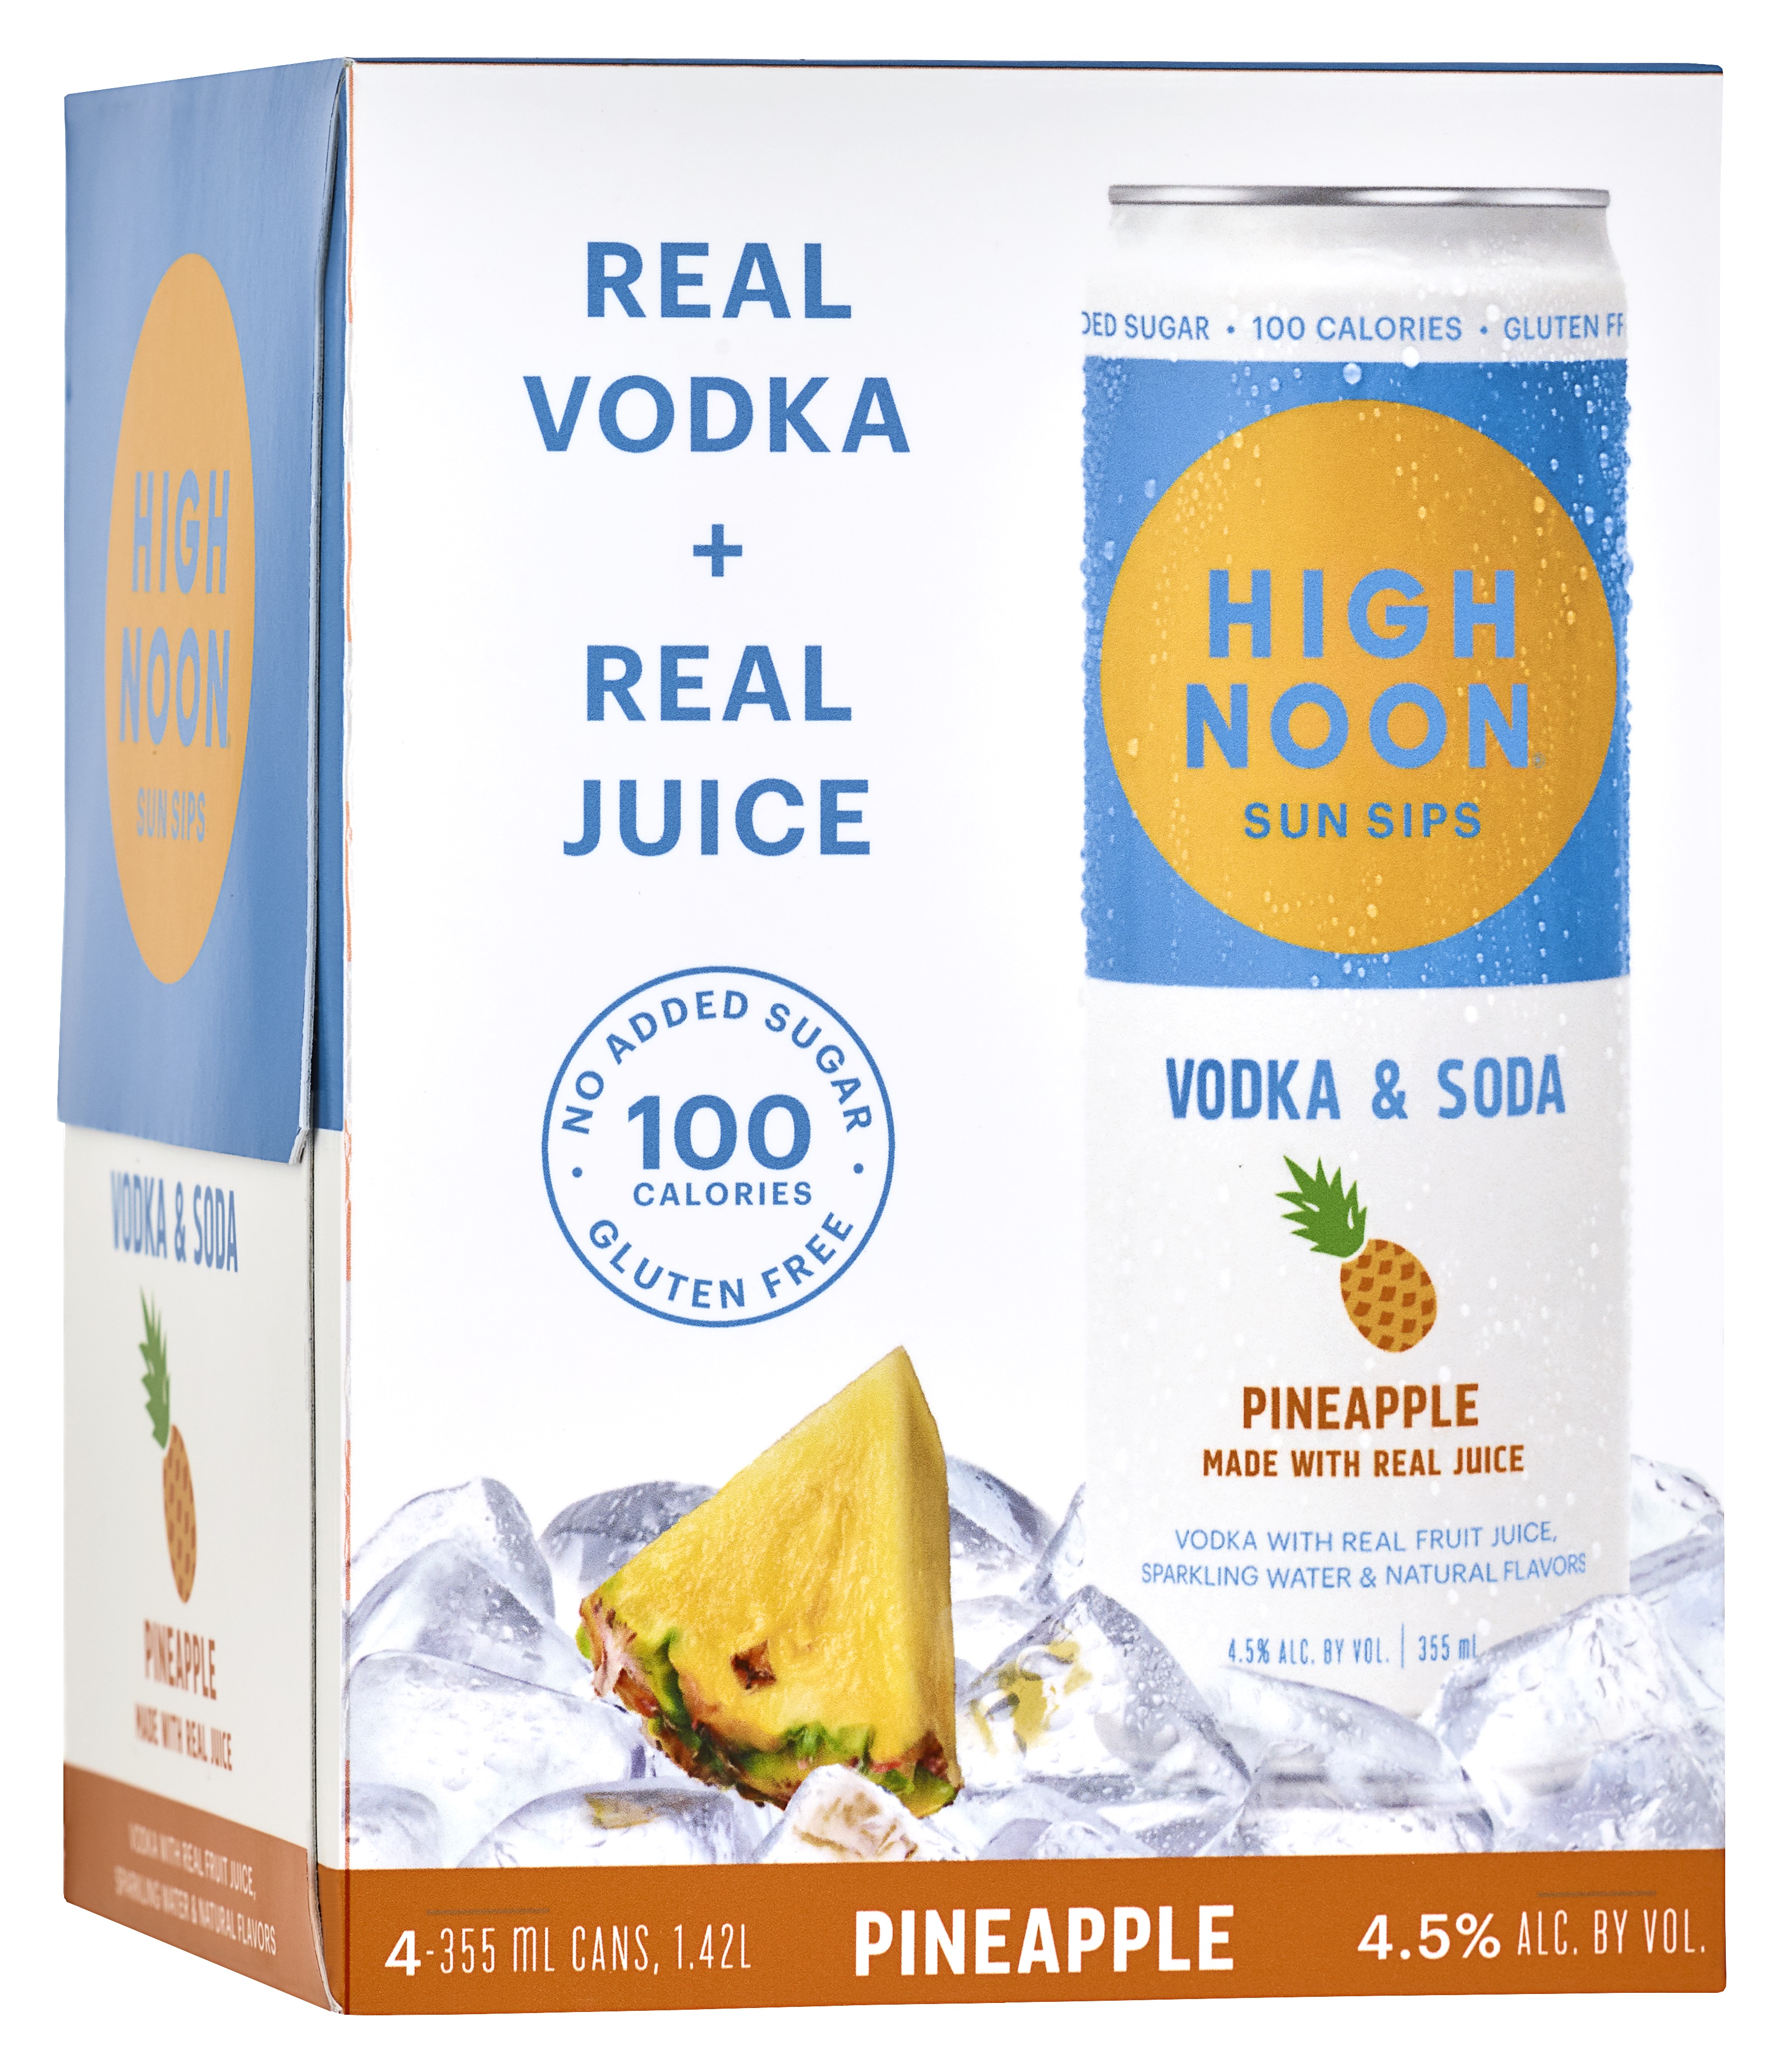 HIGH
NOON
SUN SIPS
VODKA & SODA
PINEAPPLE
MADE WITH REAL JUICE
VODKA WITH REAL FRUIT JUICE,
SPARKLING WATER & NATURAL FLAVORS
REAL
VODKA
+
REAL
JUICE
NO ADDED SUGAR
100
CALORIES
GLUTEN FREE
DED SUGAR • 100 CALORIES • GLUTEN FR
HIGH
NOON
SUN SIPS
VODKA & SODA
PINEAPPLE
MADE WITH REAL JUICE
VODKA WITH REAL FRUIT JUICE,
SPARKLING WATER & NATURAL FLAVORS
4.5% ALC. BY VOL. | 355 mL
4-355 mL CANS, 1.42L
PINEAPPLE
4.5% ALC. BY VOL.